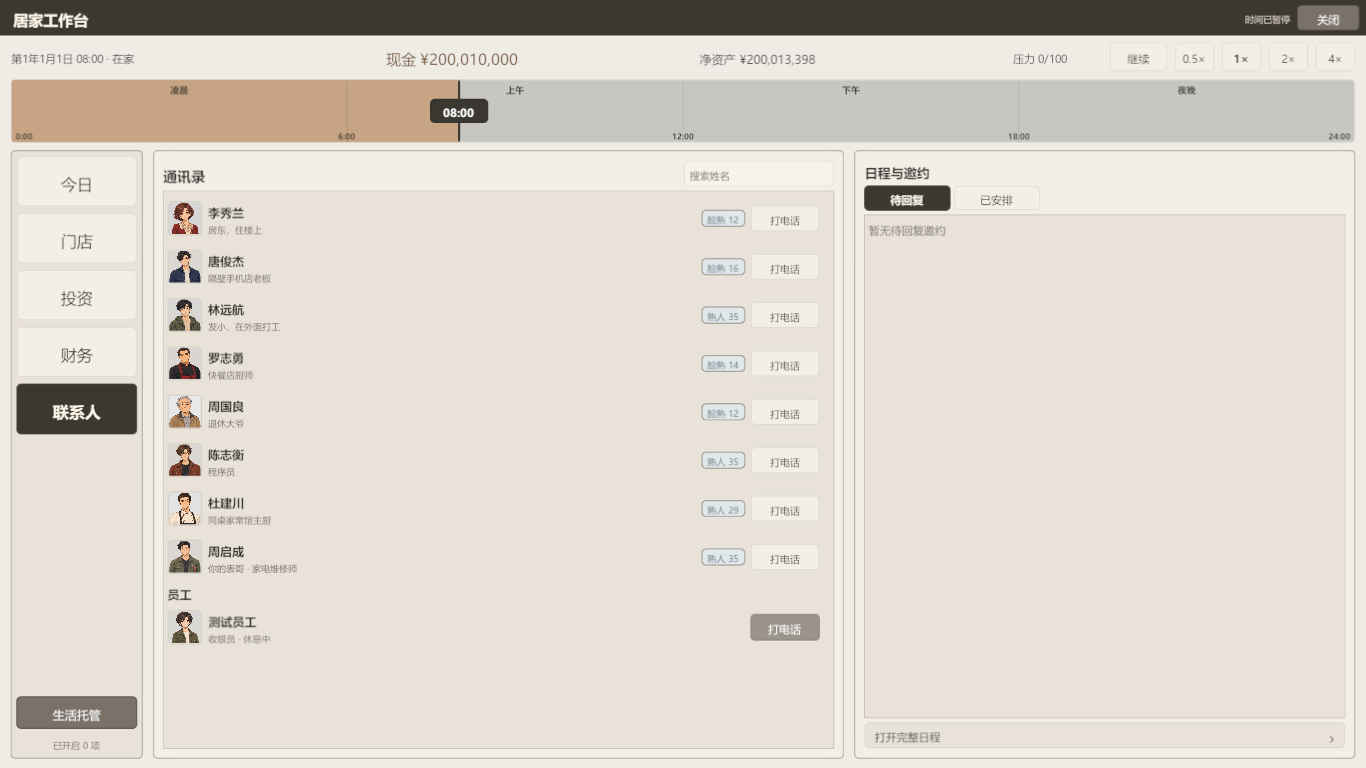 居家工作台
时间已暂停
关闭
第1年1月1日 08:00 · 在家
现金 ¥200,010,000
净资产 ¥200,013,398
压力 0/100
继续
0.5×
1×
2×
4×
凌晨
上午
下午
夜晚
08:00
0:00
6:00
12:00
18:00
24:00
今日
门店
投资
财务
联系人
生活托管
已开启 0 项
通讯录
搜索姓名
李秀兰
房东，住楼上
脸熟 12
打电话
唐俊杰
隔壁手机店老板
脸熟 16
打电话
林远航
发小，在外面打工
熟人 35
打电话
罗志勇
快餐店厨师
脸熟 14
打电话
周国良
退休大爷
脸熟 12
打电话
陈志衡
程序员
熟人 35
打电话
杜建川
同桌家常馆主厨
熟人 29
打电话
周启成
你的表哥 · 家电维修师
熟人 35
打电话
员工
测试员工
收银员 · 休息中
打电话
日程与邀约
待回复
已安排
暂无待回复邀约
打开完整日程
›